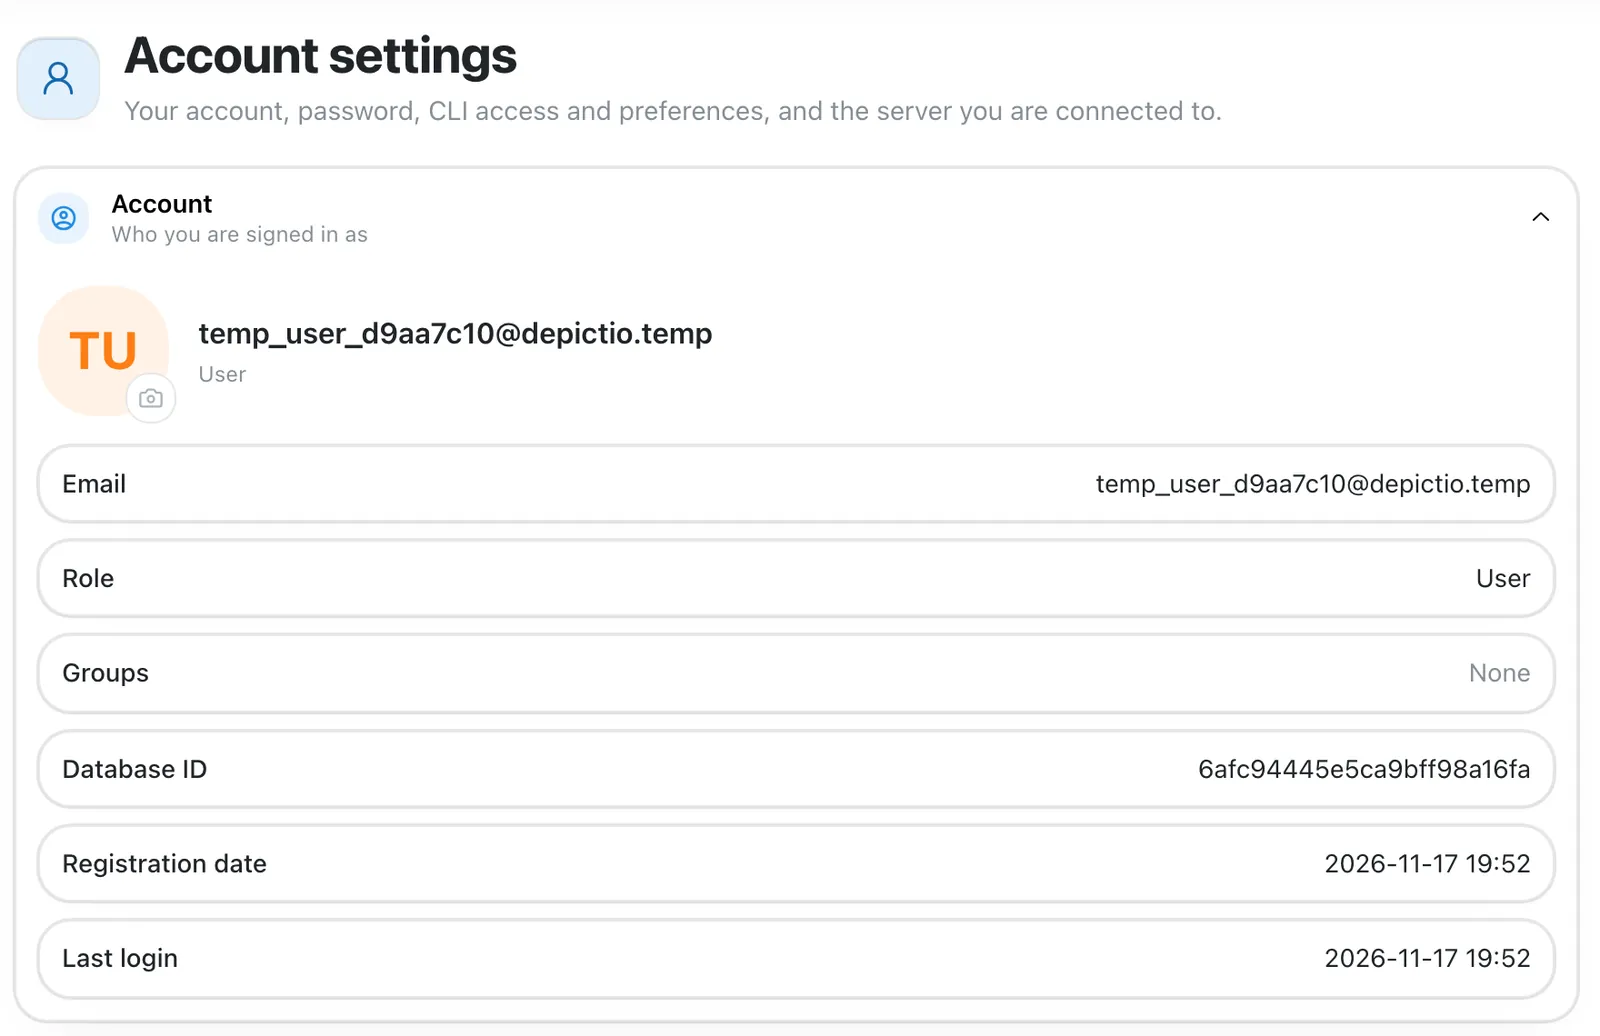 Account settings
Your account, password, CLI access and preferences, and the server you are connected to.
Account
Who you are signed in as
TU
temp_user_d9aa7c10@depictio.temp
User
Email
temp_user_d9aa7c10@depictio.temp
Role
User
Groups
None
Database ID
6afc94445e5ca9bff98a16fa
Registration date
2026-11-17 19:52
Last login
2026-11-17 19:52